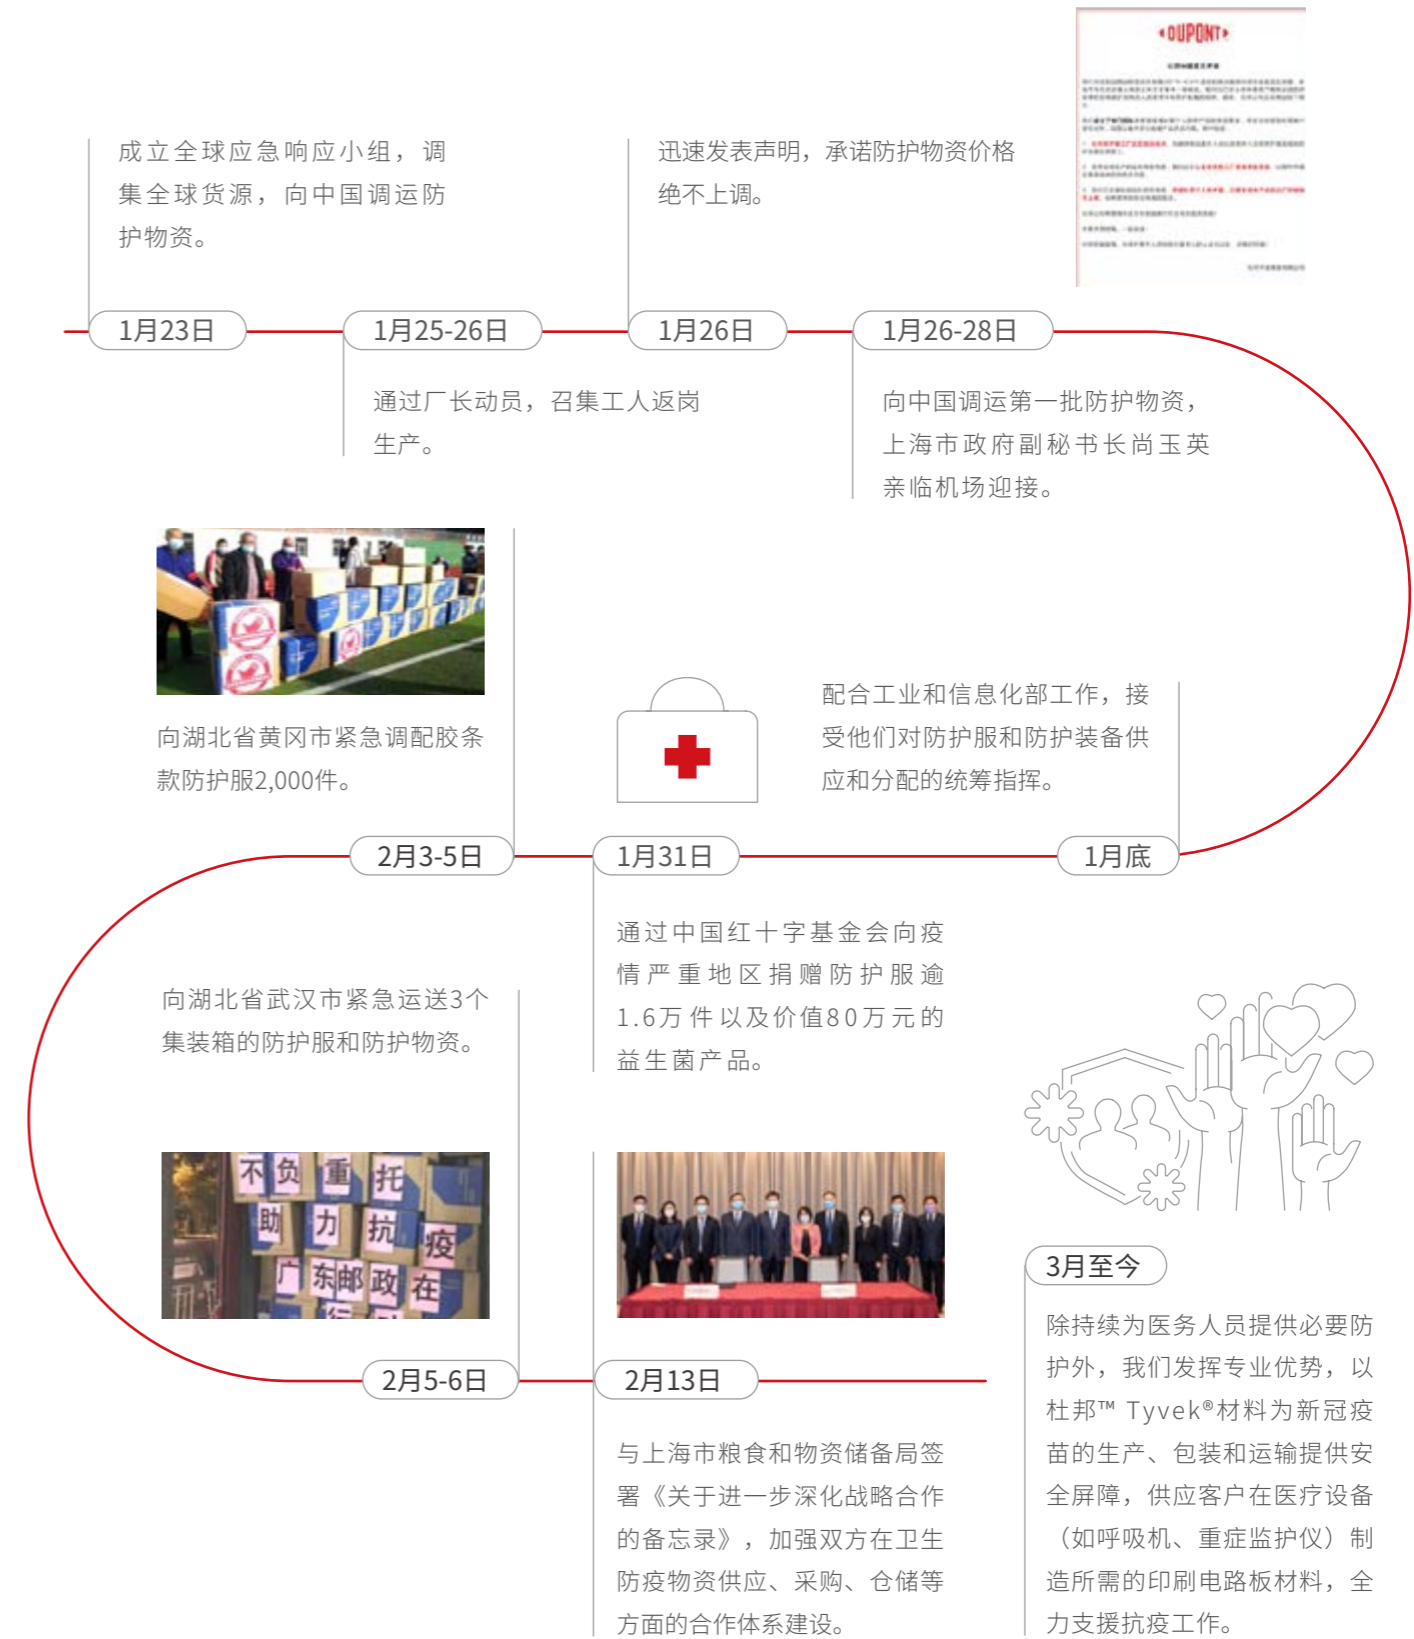 DUPONT
成立全球应急响应小组，调
集全球货源，向中国调运防
护物资。
迅速发表声明，承诺防护物资价格
绝不上调。
1月23日
1月25-26日
1月26日
1月26-28日
通过厂长动员，召集工人返岗
生产。
向中国调运第一批防护物资，
上海市政府副秘书长尚玉英
亲临机场迎接。
配合工业和信息化部工作，接
受他们对防护服和防护装备供
应和分配的统筹指挥。
向湖北省黄冈市紧急调配胶条
款防护服2,000件。
1月底
1月31日
2月3-5日
通过中国红十字基金会向疫
情严重地区捐赠防护服逾
1.6万件以及价值80万元的
益生菌产品。
向湖北省武汉市紧急运送3个
集装箱的防护服和防护物资。
不负重托
助力抗疫
广东邮政在
2月5-6日
2月13日
与上海市粮食和物资储备局签
署《关于进一步深化战略合作
的备忘录》，加强双方在卫生
防疫物资供应、采购、仓储等
方面的合作体系建设。
3月至今
除持续为医务人员提供必要防
护外，我们发挥专业优势，以
杜邦™ Tyvek®材料为新冠疫
苗的生产、包装和运输提供安
全屏障，供应客户在医疗设备
（如呼吸机、重症监护仪）制
造所需的印刷电路板材料，全
力支援抗疫工作。